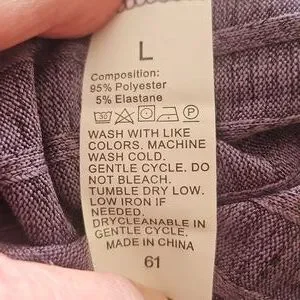 L
Composition:
95% Polyester
5% Elastane
30
WASH WITH LIKE
COLORS. MACHINE
WASH COLD.
GENTLE CYCLE. DO
NOT BLEACH.
TUMBLE DRY LOW.
LOW IRON IF
NEEDED.
DRYCLEANABLE IN
GENTLE CYCLE.
MADE IN CHINA
61